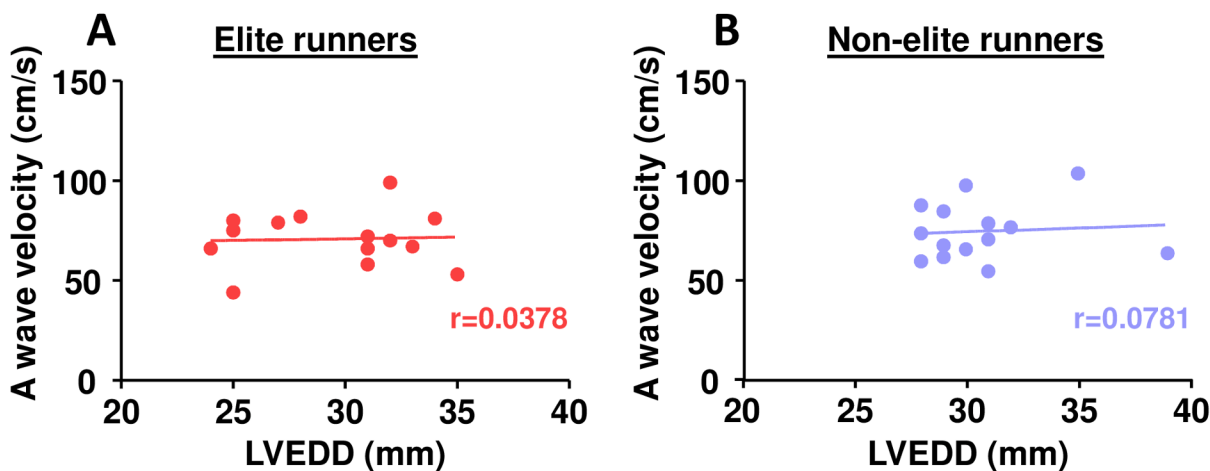 A
Elite runners
A wave velocity (cm/s)
150
100
50
0
r=0.0378
20 25 30 35 40
LVEDD (mm)
B
Non-elite runners
A wave velocity (cm/s)
150
100
50
0
r=0.0781
20 25 30 35 40
LVEDD (mm)